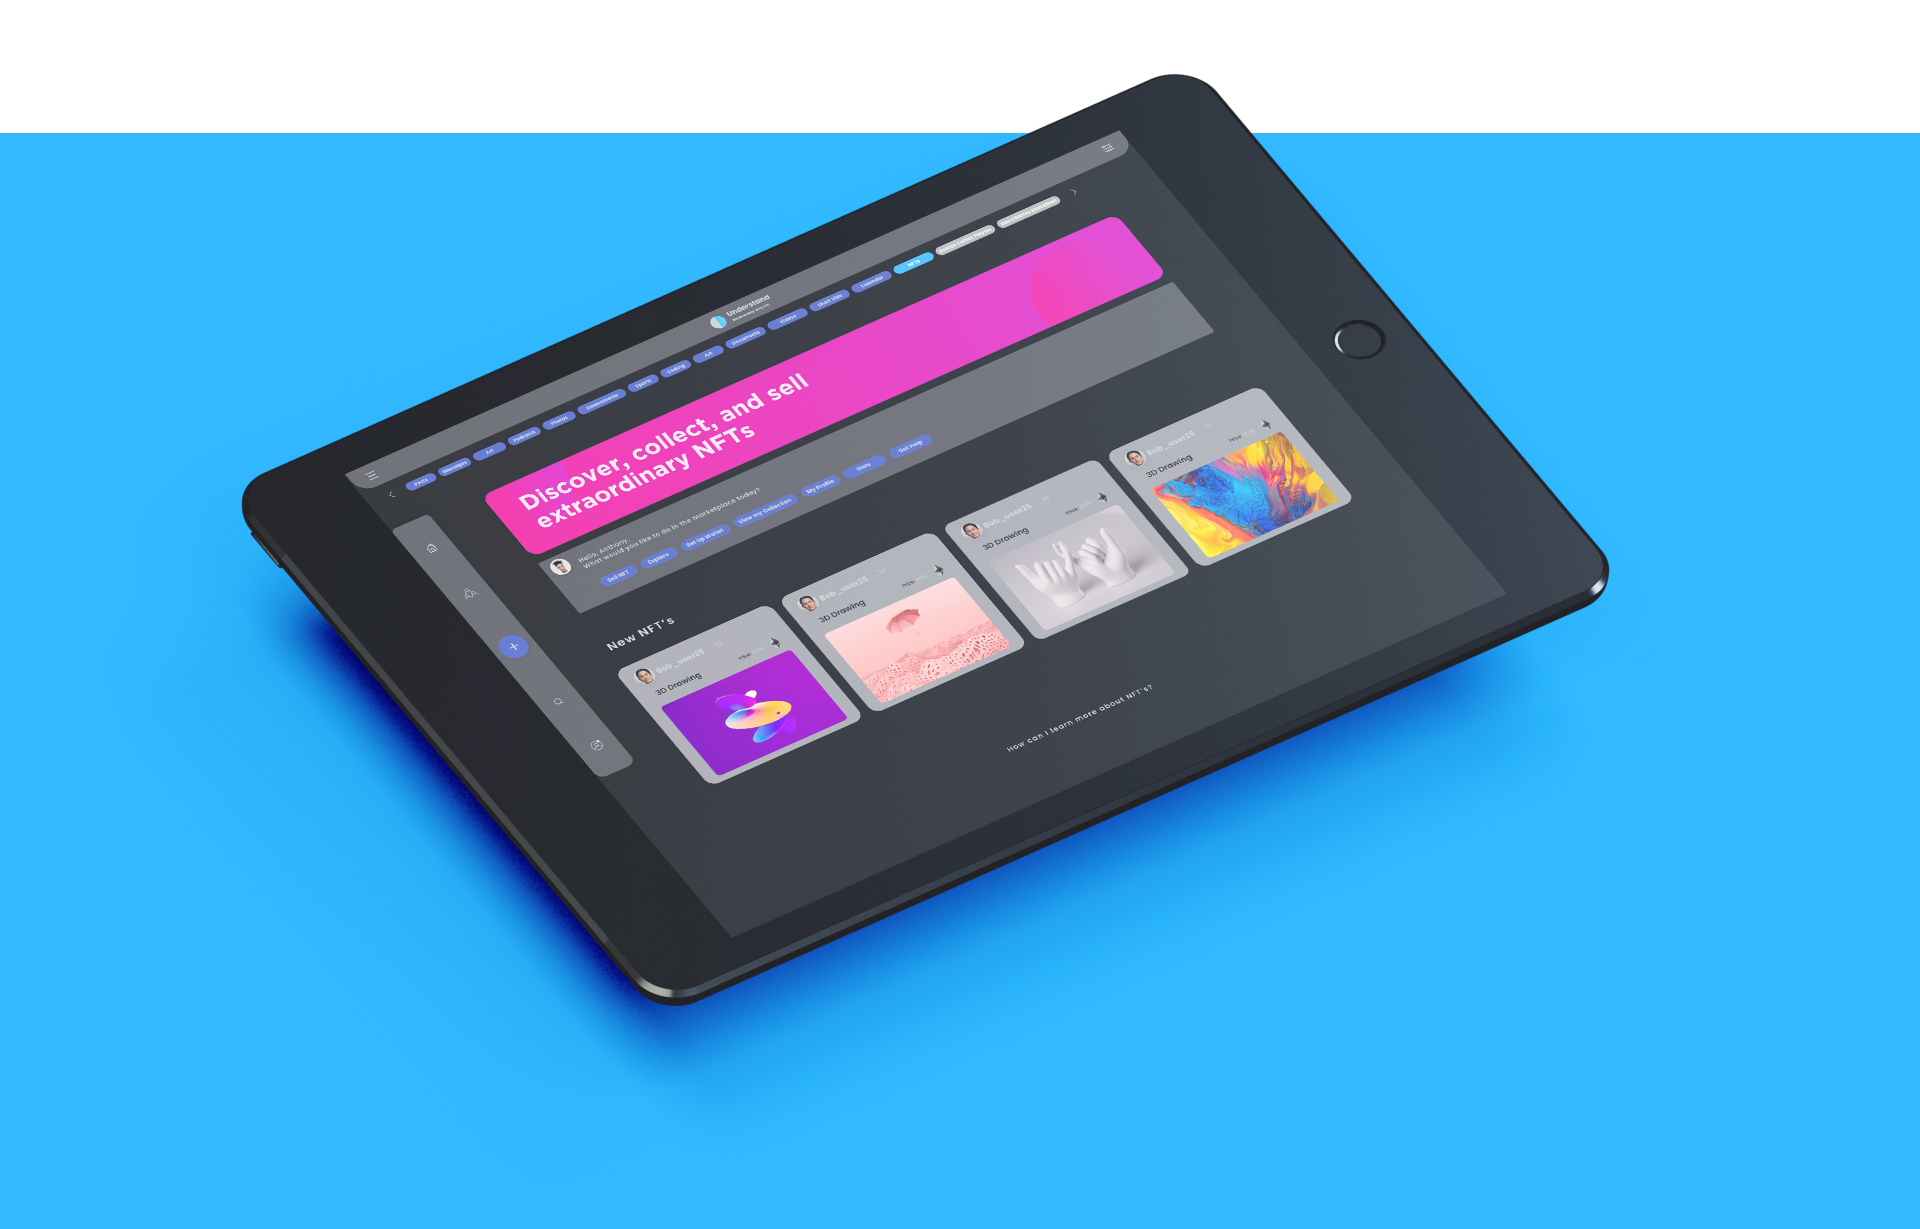 Understand
Posts
Messages
Art
Podcasts
Photos
Assessments
Sports
Coding
Art
Documents
Videos
Short Vids
Calendar
NFTs
Discover, collect, and sell
extraordinary NFTs
Hello, Anthony
What would you like to do in the marketplace today?
Sell NFT
Explore
Set Up Wallet
View my Collection
My Profile
Stats
Get Help
New NFT's
Bob_user25
3D Drawing
Bob_user25
3D Drawing
Bob_user25
3D Drawing
Bob_user25
3D Drawing
How can I learn more about NFT's?